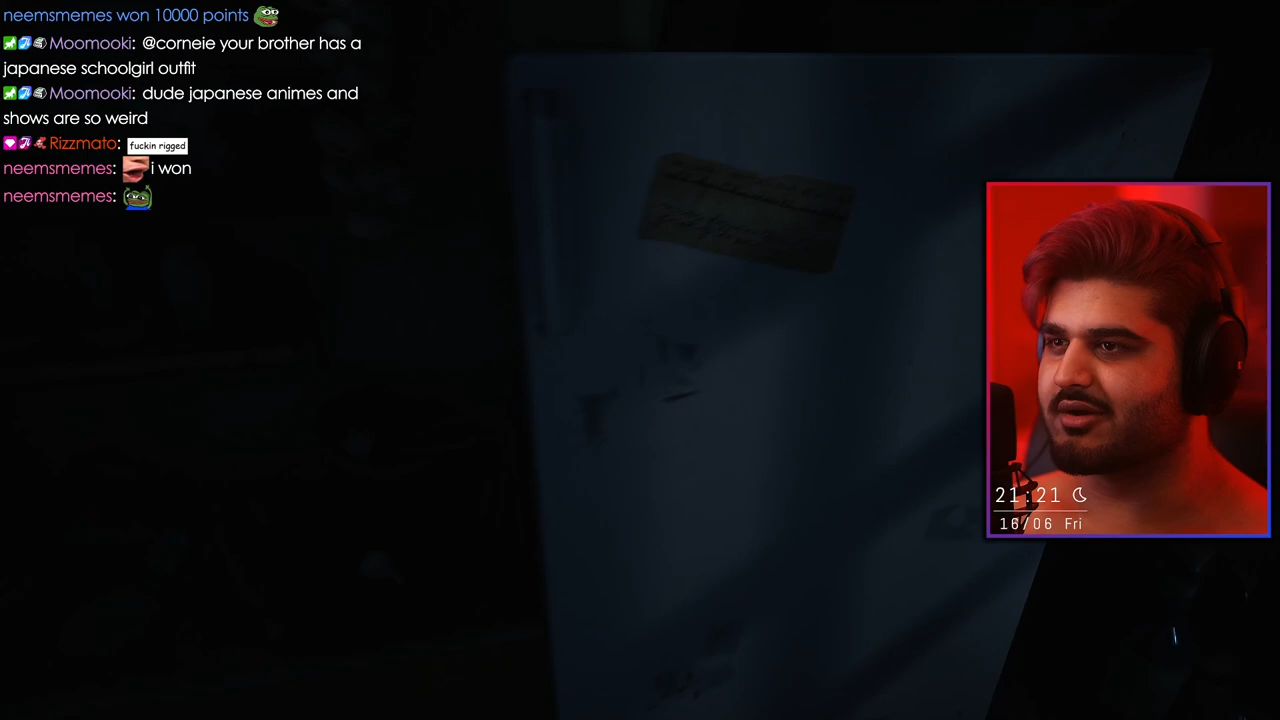 neemsmemes won 10000 points
Moomooki: @corneie your brother has a
japanese schoolgirl outfit
Moomooki: dude japanese animes and
shows are so weird
Rizzmato: fuckin rigged
neemsmemes: i won
neemsmemes:
21:21
16/06 Fri